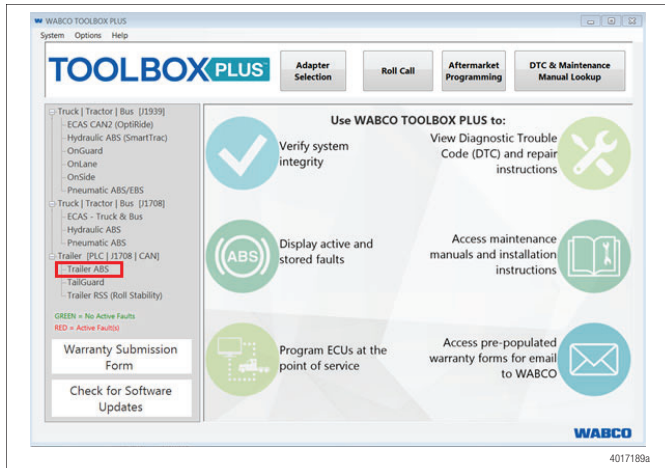 WABCO TOOLBOX PLUS
System Options Help
TOOLBOX PLUS
Adapter
Selection
Roll Call
Aftermarket
Programming
DTC & Maintenance
Manual Lookup
Truck | Tractor | Bus [J1939]
ECAS CAN2 (OptiRide)
Hydraulic ABS (SmartTrac)
OnGuard
OnLane
OnSide
Pneumatic ABS/EBS
Truck | Tractor | Bus [J1708]
ECAS - Truck & Bus
Hydraulic ABS
Pneumatic ABS
Trailer [PLC | J1708 | CAN]
Trailer ABS
TailGuard
Trailer RSS (Roll Stability)
GREEN = No Active Faults
RED = Active Fault(s)
Warranty Submission
Form
Check for Software
Updates
Use WABCO TOOLBOX PLUS to:
Verify system
integrity
View Diagnostic Trouble
Code (DTC) and repair
instructions
ABS
Display active and
stored faults
Access maintenance
manuals and installation
instructions
Program ECUs at the
point of service
Access pre-populated
warranty forms for email
to WABCO
WABCO
4017189a